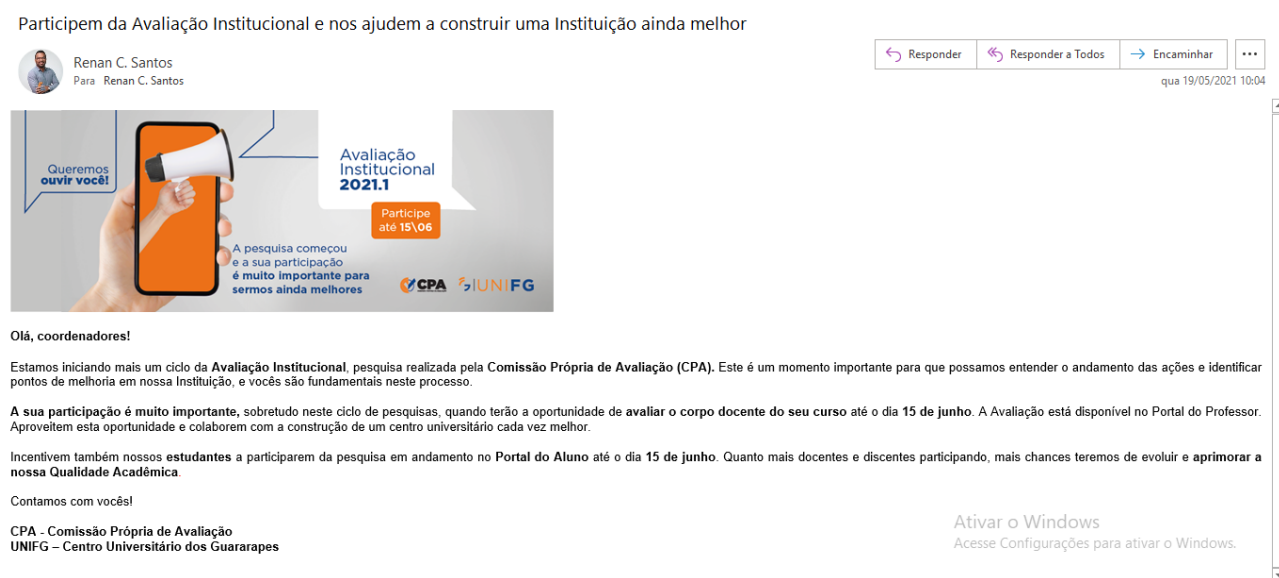 Participem da Avaliação Institucional e nos ajudem a construir uma Instituição ainda melhor
Renan C. Santos
Para Renan C. Santos
Responder
Responder a Todos
Encaminhar
qua 19/05/2021 10:04
Queremos
ouvir você!
Avaliação
Institucional
2021.1
Participe
até 15\06
A pesquisa começou
e a sua participação
é muito importante para
sermos ainda melhores
CPA
UNIFG
Olá, coordenadores!
Estamos iniciando mais um ciclo da Avaliação Institucional, pesquisa realizada pela Comissão Própria de Avaliação (CPA). Este é um momento importante para que possamos entender o andamento das ações e identificar
pontos de melhoria em nossa Instituição, e vocês são fundamentais neste processo.
A sua participação é muito importante, sobretudo neste ciclo de pesquisas, quando terão a oportunidade de avaliar o corpo docente do seu curso até o dia 15 de junho. A Avaliação está disponível no Portal do Professor.
Aproveitem esta oportunidade e colaborem com a construção de um centro universitário cada vez melhor.
Incentivem também nossos estudantes a participarem da pesquisa em andamento no Portal do Aluno até o dia 15 de junho. Quanto mais docentes e discentes participando, mais chances teremos de evoluir e aprimorar a
nossa Qualidade Acadêmica.
Contamos com vocês!
CPA - Comissão Própria de Avaliação
UNIFG – Centro Universitário dos Guararapes
Ativar o Windows
Acesse Configurações para ativar o Windows.